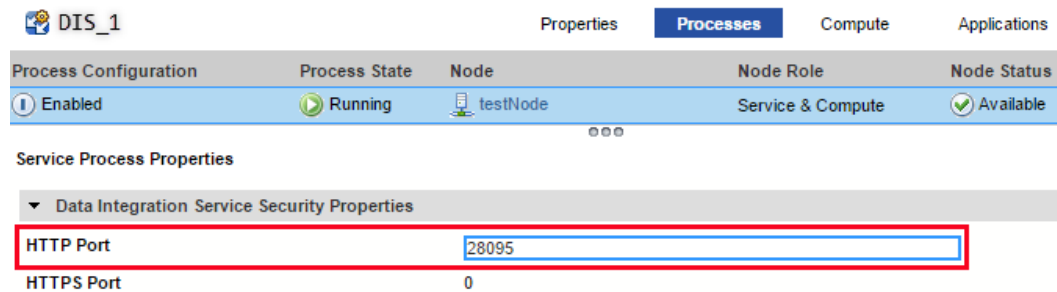 DIS_1 Properties Processes Compute Applications
Process Configuration Process State Node Node Role Node Status
Enabled Running testNode Service & Compute Available
Service Process Properties
Data Integration Service Security Properties
HTTP Port 28095
HTTPS Port 0